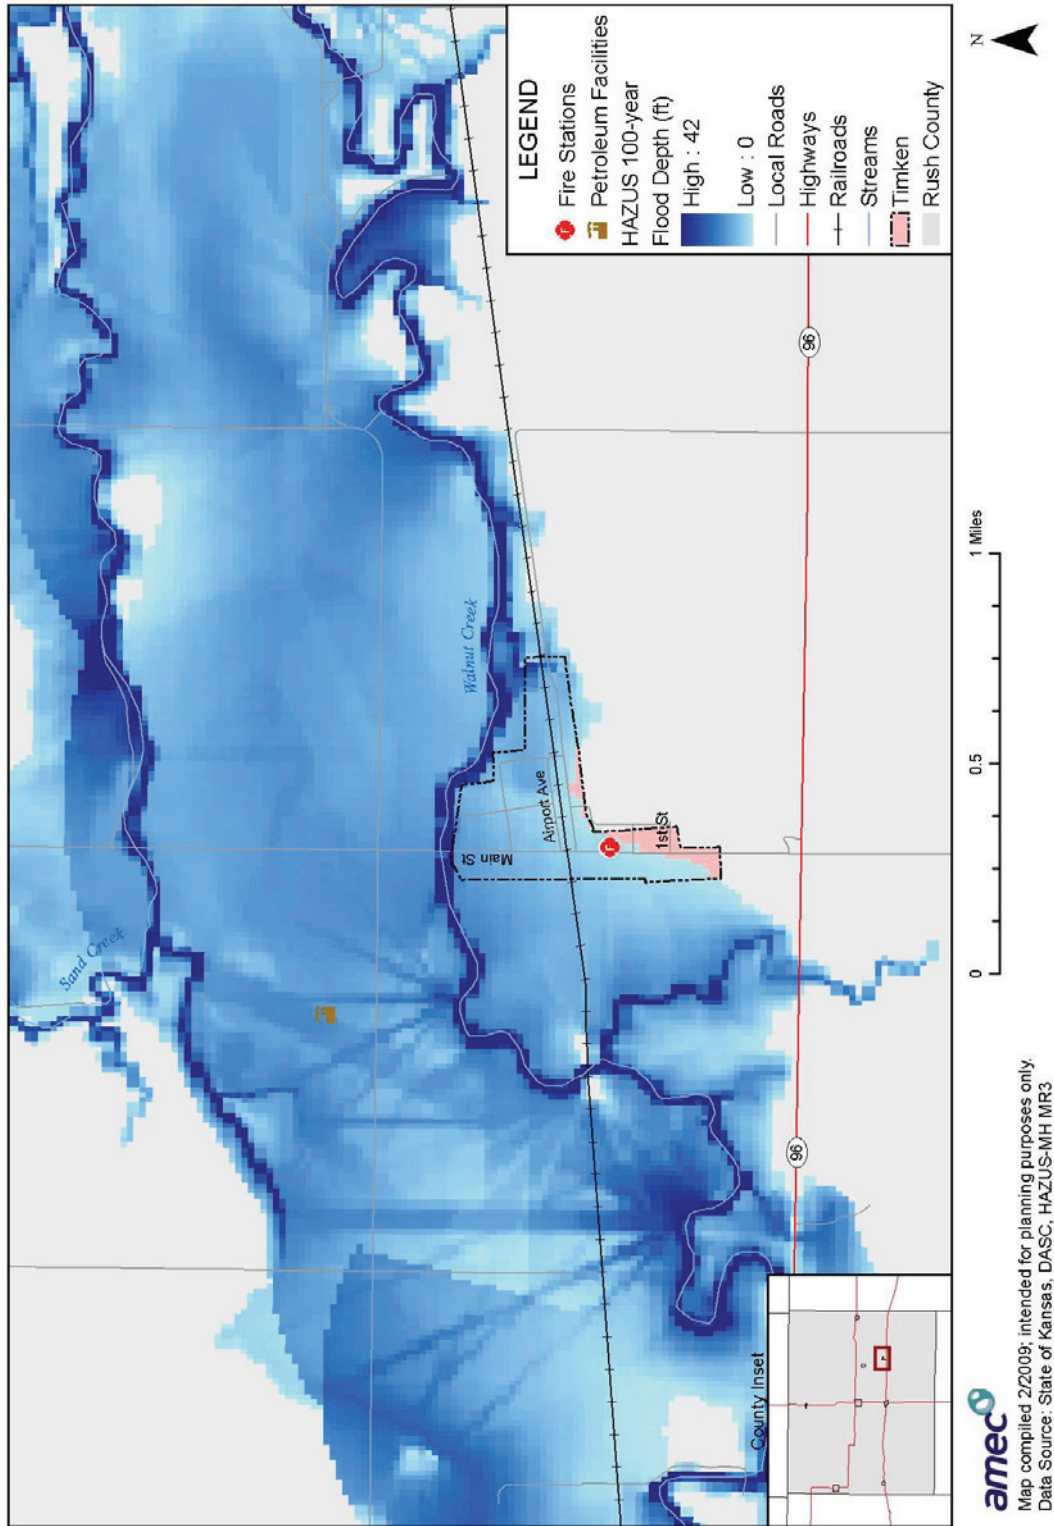 Sand Creek
Walnut Creek
Airport Ave
Main St
1st St
96
96
LEGEND
Fire Stations
Petroleum Facilities
HAZUS 100-year
Flood Depth (ft)
High : 42
Low : 0
Local Roads
Highways
Railroads
Streams
Timken
Rush County
F
County Inset
N
0 0.5 1 Miles
amec
Map compiled 2/2009; intended for planning purposes only.
Data Source: State of Kansas, DASC, HAZUS-MH MR3